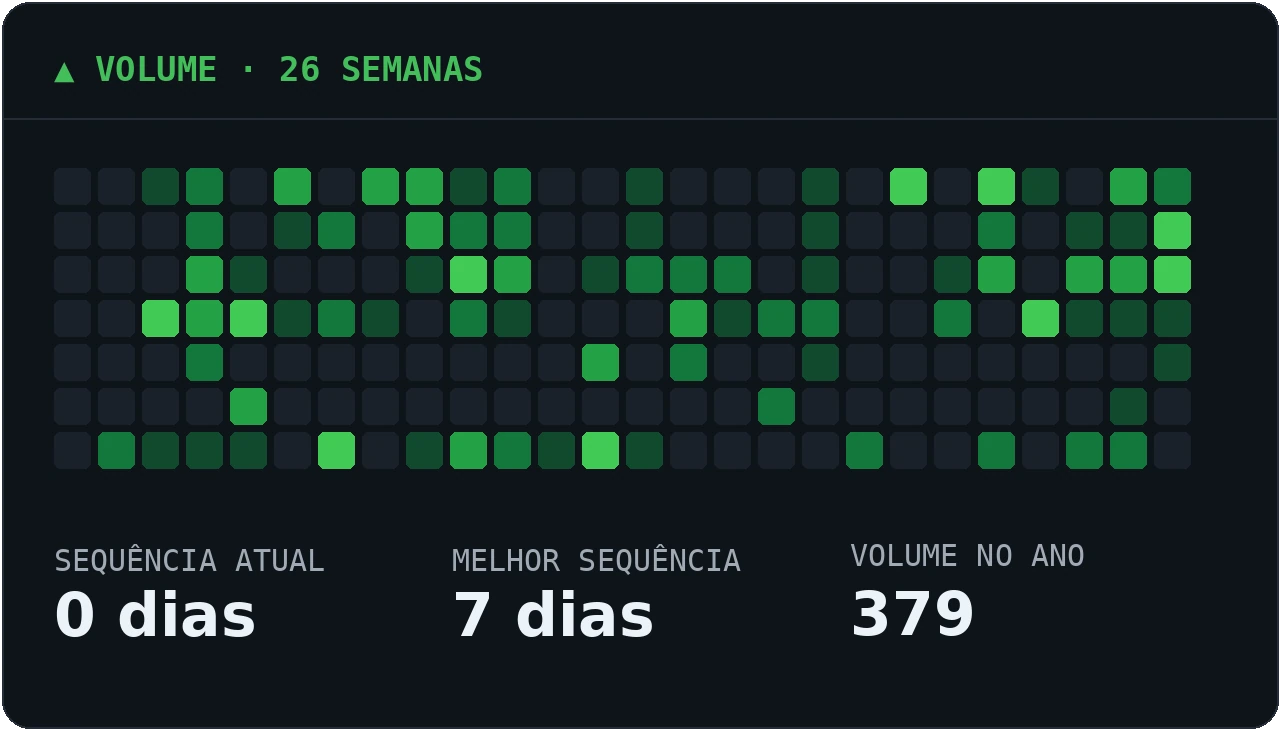 ▲ VOLUME · 26 SEMANAS
SEQUÊNCIA ATUAL
0 dias
MELHOR SEQUÊNCIA
7 dias
VOLUME NO ANO
379